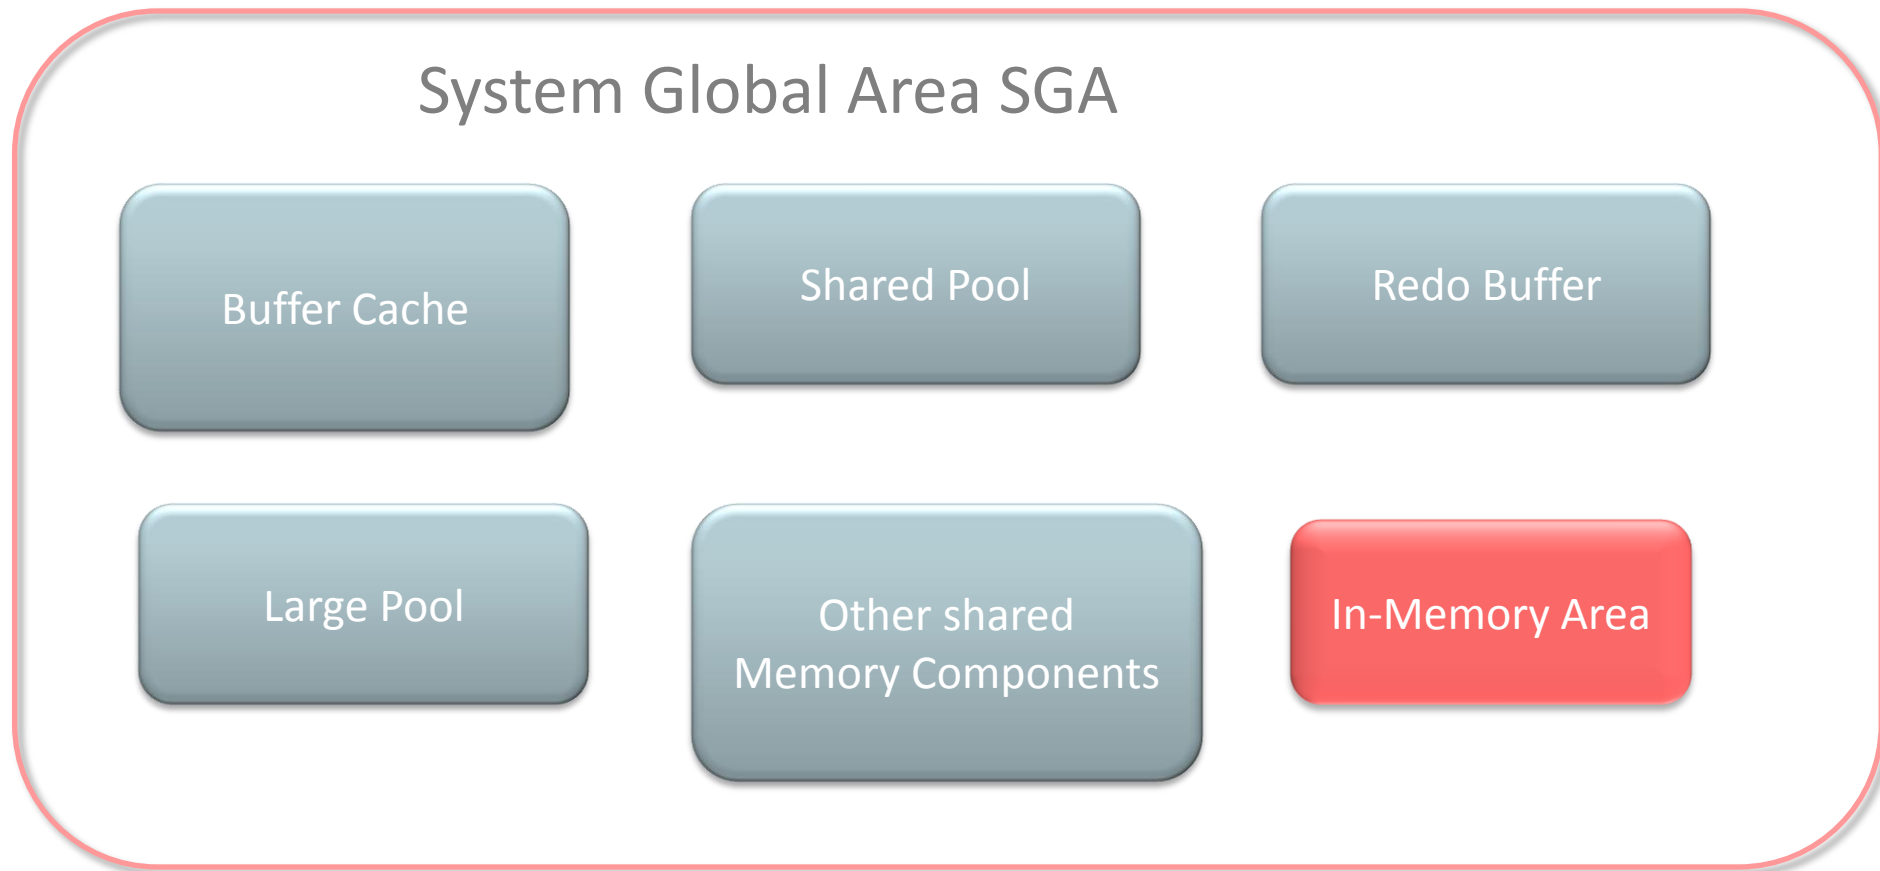 System Global Area SGA
Buffer Cache
Shared Pool
Redo Buffer
Large Pool
Other shared
Memory Components
In-Memory Area